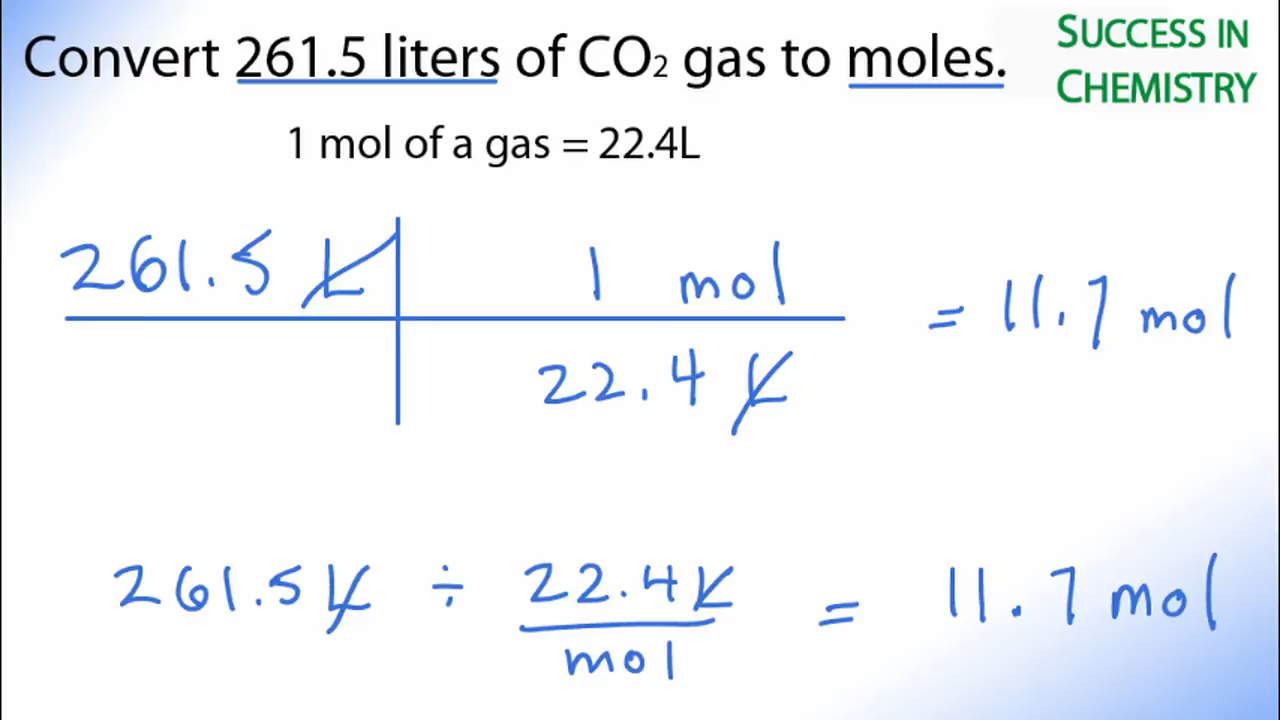 Convert 261.5 liters of CO₂ gas to moles.
SUCCESS IN
CHEMISTRY
1 mol of a gas = 22.4L
261.5 L 1 mol = 11.7 mol
22.4 L
261.5 L ÷ 22.4 L = 11.7 mol
mol